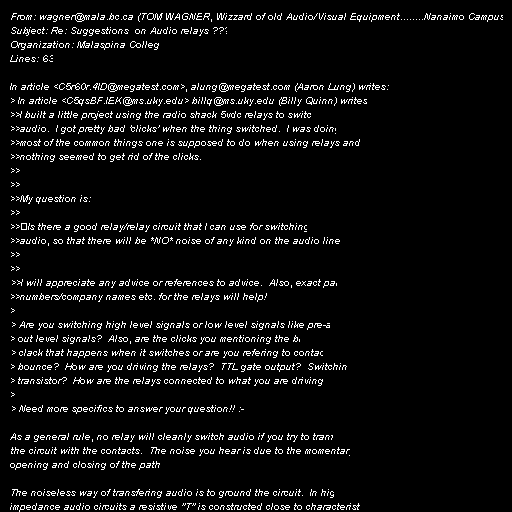 From: wagner@mala.bc.ca (TOM WAGNER, Wizzard of old Audio/Visual Equipment........Nanaimo Campus
Subject: Re: Suggestions on Audio relays ???
Organization: Malaspina Colleg
Lines: 63
In article <C5r60r.4ID@megatest.com>, alung@megatest.com (Aaron Lung) writes:
> In article <C5qsBF.IEK@ms.uky.edu> billq@ms.uky.edu (Billy Quinn) writes
>>I built a little project using the radio shack 5vdc relays to switc
>>audio. I got pretty bad 'clicks' when the thing switched. I was doin
>>most of the common things one is supposed to do when using relays and
>>nothing seemed to get rid of the clicks.
>>
>>
>>My question is:
>>
>>Is there a good relay/relay circuit that I can use for switching
>>audio, so that there will be *NO* noise of any kind on the audio line
>>
>>
>>I will appreciate any advice or references to advice. Also, exact par
>>numbers/company names etc. for the relays will help!
>
> Are you switching high level signals or low level signals like pre-a
> out level signals? Also, are the clicks you mentioning the
> clack that happens when it switches or are you refering to contac
> bounce? How are you driving the relays? TTL gate output? Switchin
> transistor? How are the relays connected to what you are driving
>
> Need more specifics to answer your question!! :-
As a general rule, no relay will cleanly switch audio if you try to
the circuit with the contacts. The noise you hear is due to the momentar
opening and closing of the path
The noiseless way of transfering audio is to ground the circuit. In hig
impedance audio circuits a resistive "T" is constructed close to characterist